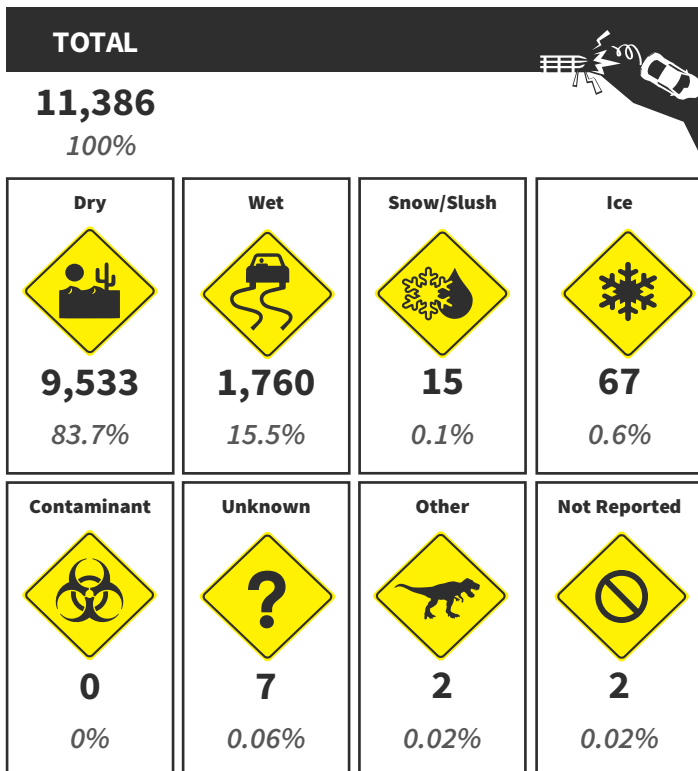 TOTAL
11,386
100%
Dry
9,533
83.7%
Wet
1,760
15.5%
Snow/Slush
15
0.1%
Ice
67
0.6%
Contaminant
0
0%
Unknown
?
7
0.06%
Other
2
0.02%
Not Reported
2
0.02%